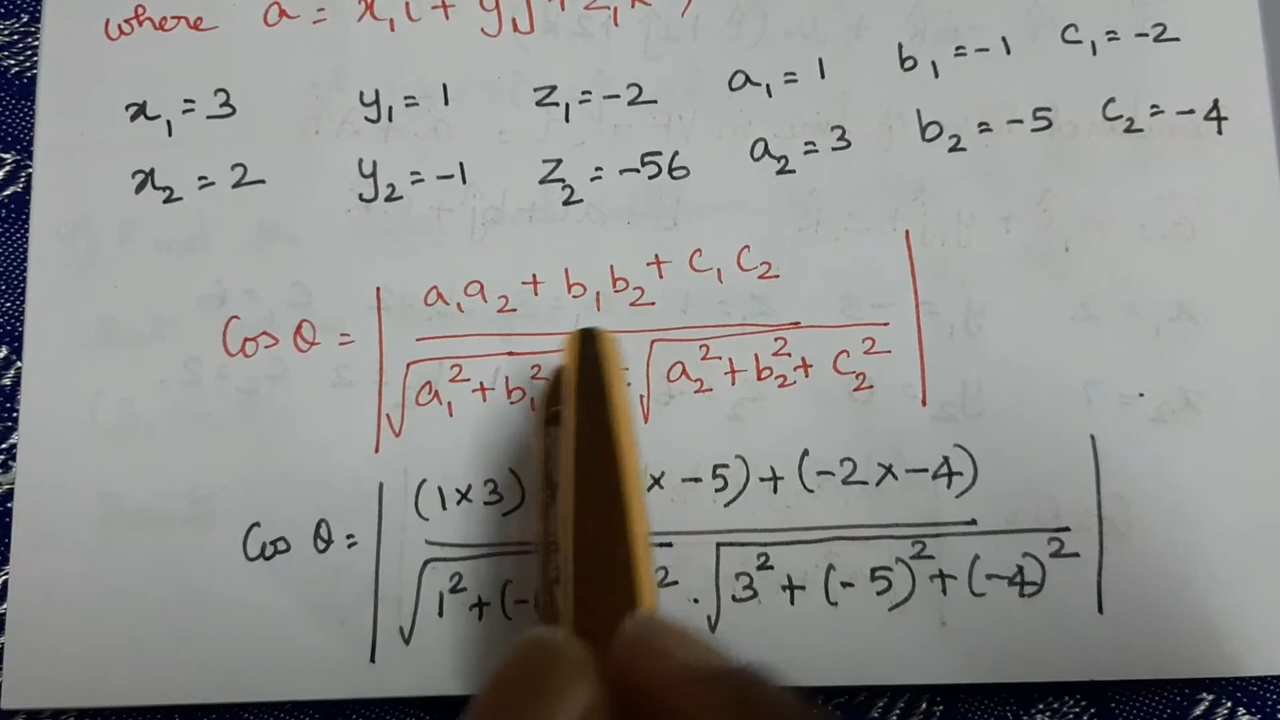 where a = x₁i + y₁j + z₁k
x₁ = 3 y₁ = 1 z₁ = -2 a₁ = 1 b₁ = -1 c₁ = -2
x₂ = 2 y₂ = -1 z₂ = -56 a₂ = 3 b₂ = -5 c₂ = -4
Cos θ = | a₁a₂ + b₁b₂ + c₁c₂ / √a₁² + b₁² . √a₂² + b₂² + c₂² |
Cos θ = | (1×3) × -5) + (-2 × -4) / √1² + (-1 ² . √3² + (-5)² + (-4)² |